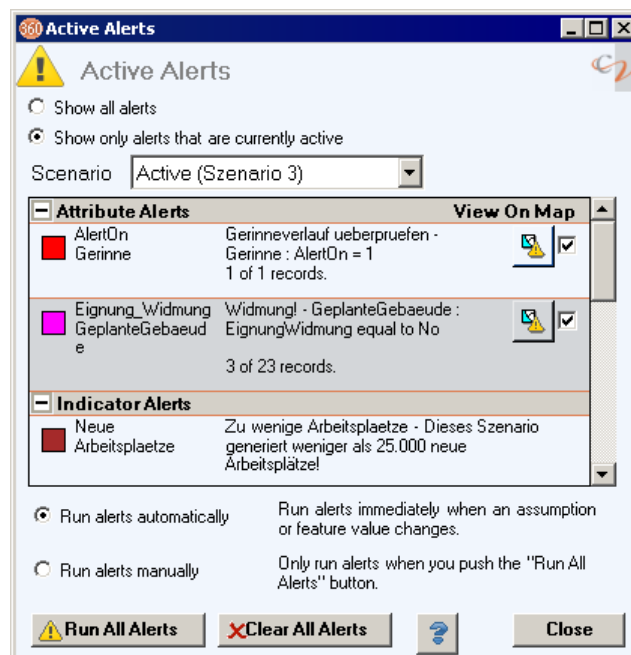 360 Active Alerts
Active Alerts
Show all alerts
Show only alerts that are currently active
Scenario Active (Szenario 3)
Attribute Alerts View On Map
AlertOn Gerinneverlauf ueberpruefen -
Gerinne Gerinne : AlertOn = 1
1 of 1 records.
Eignung_Widmung Widmung! - GeplanteGebaeude :
GeplanteGebaeud EignungWidmung equal to No
e
3 of 23 records.
Indicator Alerts
Neue Zu wenige Arbeitsplaetze - Dieses Szenario
Arbeitsplaetze generiert weniger als 25.000 neue
Arbeitsplätze!
Run alerts automatically Run alerts immediately when an assumption
or feature value changes.
Run alerts manually Only run alerts when you push the "Run All
Alerts" button.
Run All Alerts Clear All Alerts ? Close